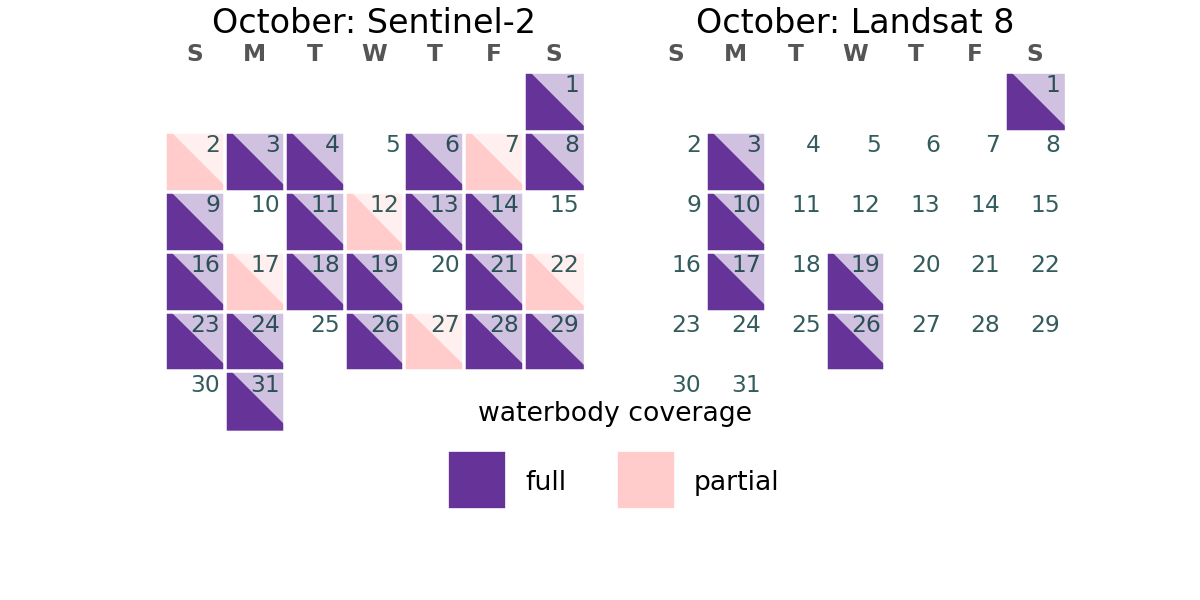 October: Sentinel-2
S M T W T F S
1
2 3 4 5 6 7 8
9 10 11 12 13 14 15
16 17 18 19 20 21 22
23 24 25 26 27 28 29
30 31
October: Landsat 8
S M T W T F S
1
2 3 4 5 6 7 8
9 10 11 12 13 14 15
16 17 18 19 20 21 22
23 24 25 26 27 28 29
30 31
waterbody coverage
full partial